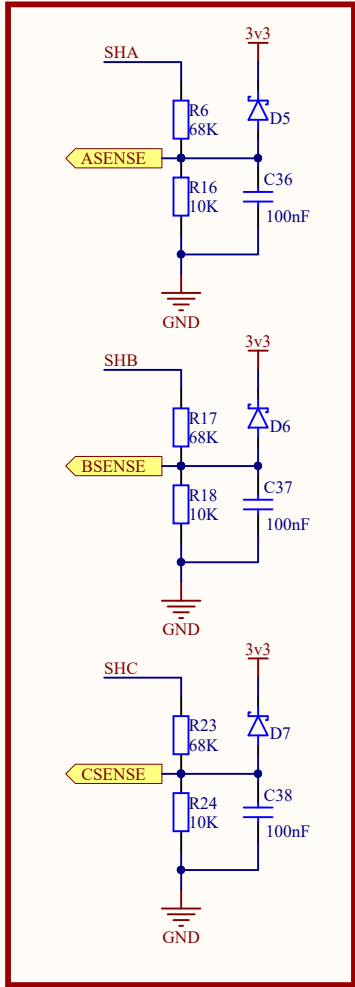 SHA
3v3
R6
68K
D5
ASENSE
R16
10K
C36
100nF
GND
SHB
3v3
R17
68K
D6
BSENSE
R18
10K
C37
100nF
GND
SHC
3v3
R23
68K
D7
CSENSE
R24
10K
C38
100nF
GND